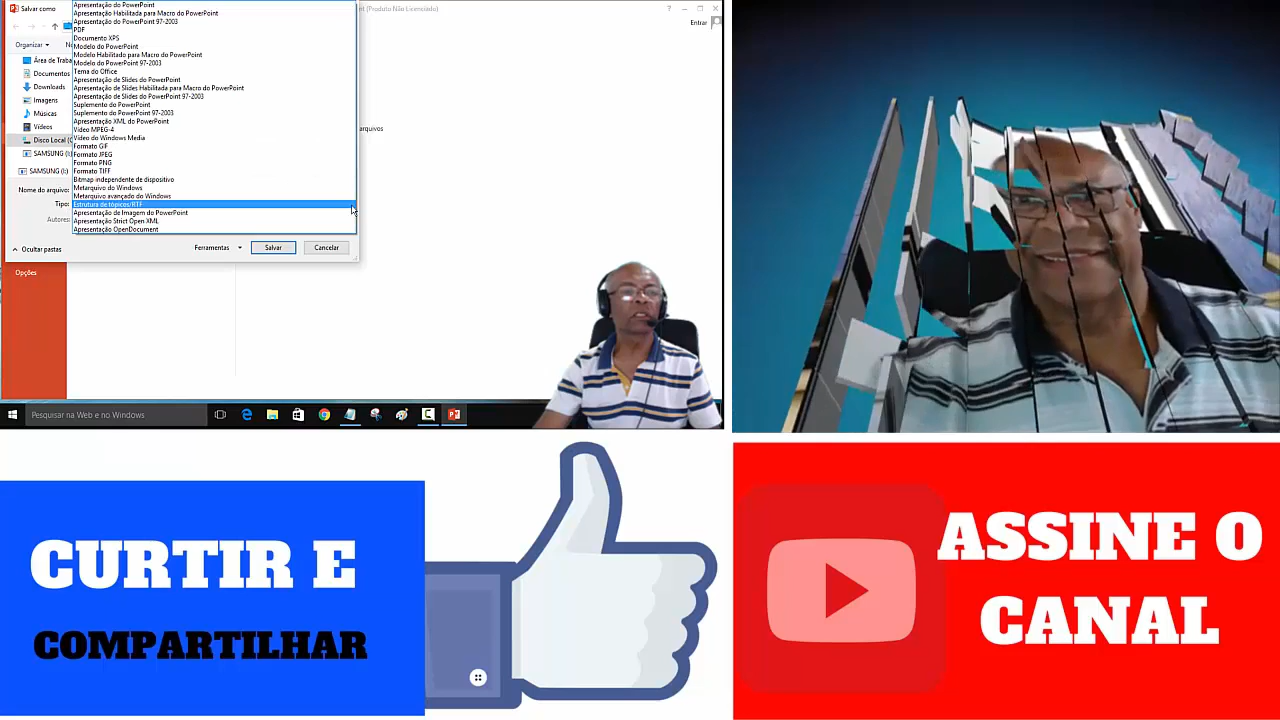 Salvar como
(Produto Não Licenciado)
?
Entrar
Organizar
Área de Traba
Documentos
Downloads
Imagens
Músicas
Vídeos
Disco Local (
SAMSUNG (I:
SAMSUNG (I:)
Nome do arquivo:
Tipo:
Autores:
Apresentação do PowerPoint
Apresentação Habilitada para Macro do PowerPoint
Apresentação do PowerPoint 97-2003
PDF
Documento XPS
Modelo do PowerPoint
Modelo Habilitado para Macro do PowerPoint
Modelo do PowerPoint 97-2003
Tema do Office
Apresentação de Slides do PowerPoint
Apresentação de Slides Habilitada para Macro do PowerPoint
Apresentação de Slides do PowerPoint 97-2003
Suplemento do PowerPoint
Suplemento do PowerPoint 97-2003
Apresentação XML do PowerPoint
Vídeo MPEG-4
Vídeo do Windows Media
Formato GIF
Formato JPEG
Formato PNG
Formato TIFF
Bitmap independente de dispositivo
Metarquivo do Windows
Metarquivo avançado do Windows
Estrutura de tópicos/RTF
Apresentação de Imagem do PowerPoint
Apresentação Strict Open XML
Apresentação OpenDocument
arquivos
Ocultar pastas
Ferramentas
Salvar
Cancelar
Opções
Pesquisar na Web e no Windows
CURTIR E
COMPARTILHAR
ASSINE O
CANAL